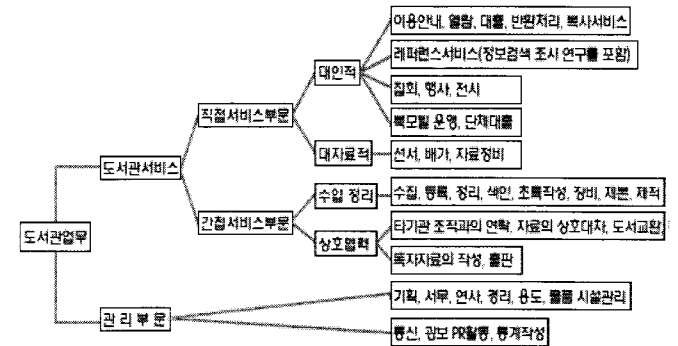 이용안내, 열람, 대출, 반환처리, 복사서비스
레퍼런스서비스(정보검색 조사 연구를 포함)
대인적
집회, 행사, 전시
직접서비스부문
북모빌 운영, 단체대출
대자료적
선서, 배가, 자료정비
도서관서비스
수입 정리
수집, 등록, 정리, 색인, 초록작성, 장비, 제본, 제적
간접서비스부문
타기관 조직과의 연락, 자료의 상호대차, 도서교환
도서관업무
상호협력
독자자료의 작성, 출판
기획, 서무, 연사, 경리, 용도, 물품 시설관리
관리부문
통신, 광보 PR활동, 통계작성